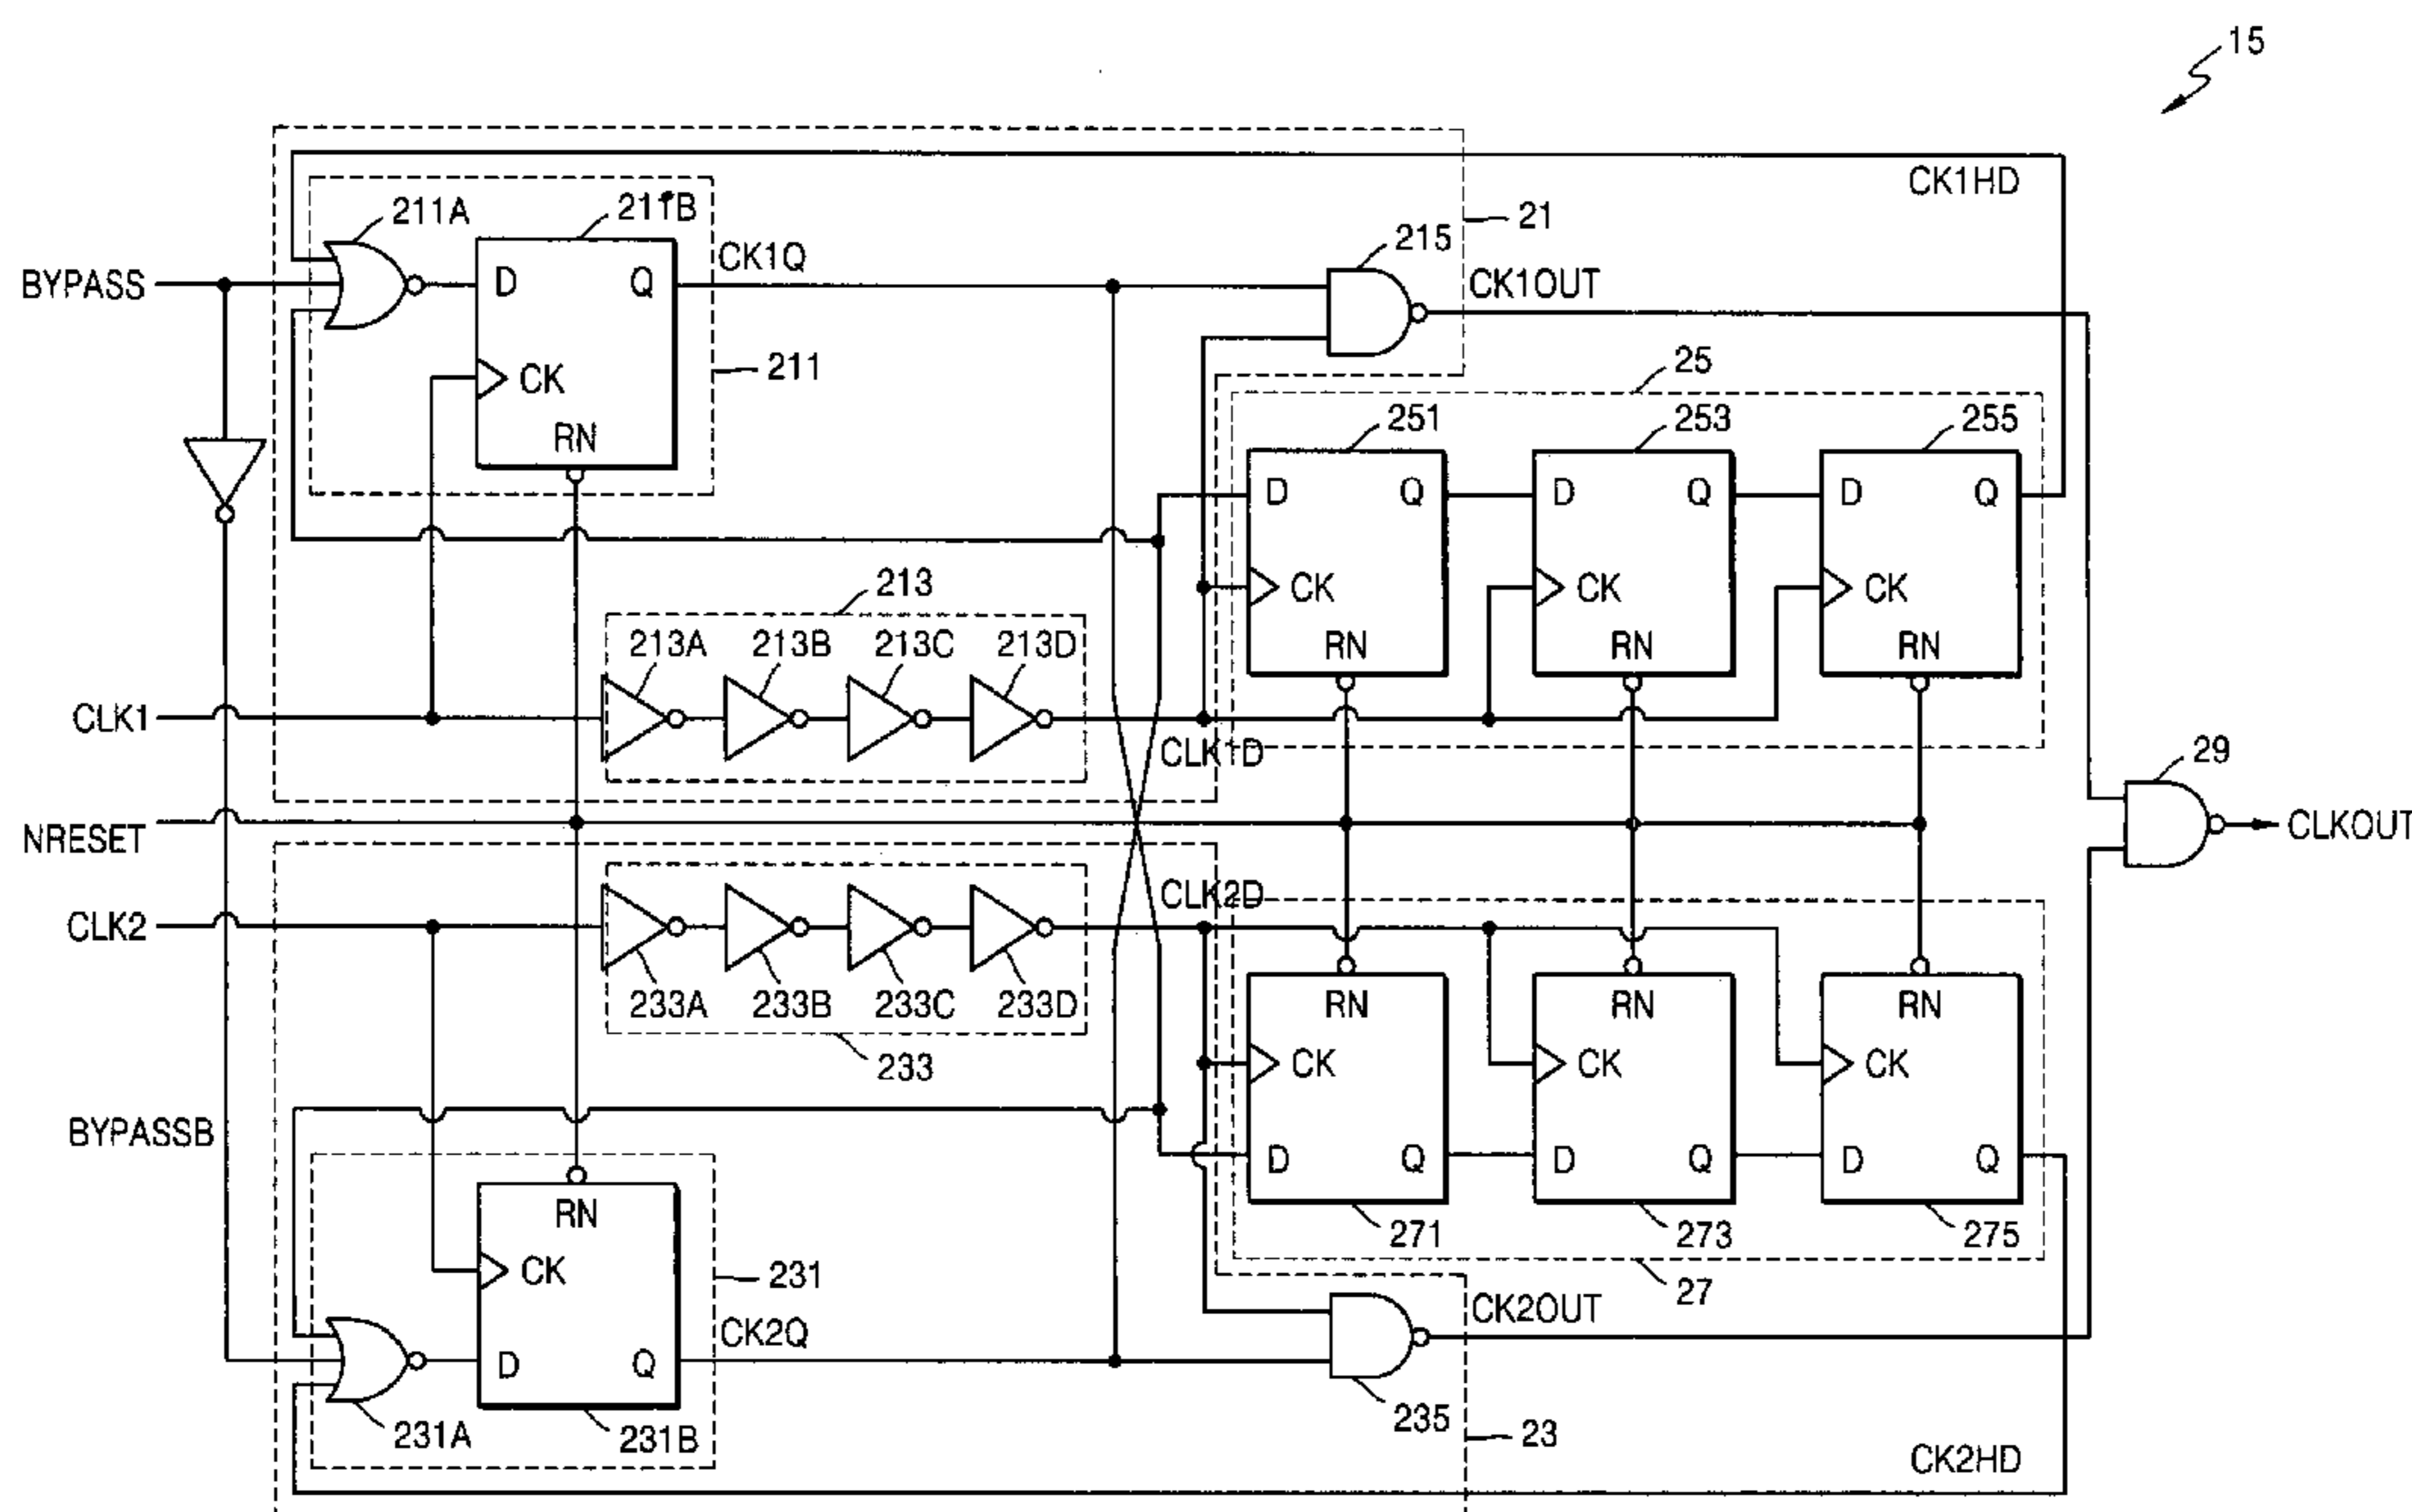 15
CK1HD
211A
211B
21
215
BYPASS
D
Q
CK1Q
CK1OUT
CK
211
RN
25
251
253
255
D
Q
D
Q
D
Q
CK
CK
CK
213
213A
213B
213C
213D
RN
RN
RN
CLK1
CLK1D
29
NRESET
CLKOUT
CLK2
CLK2D
233A
233B
233C
233D
RN
RN
RN
233
CK
CK
CK
BYPASSB
D
Q
D
Q
D
Q
RN
271
273
275
CK
231
27
CK2Q
CK2OUT
D
Q
235
231A
231B
23
CK2HD